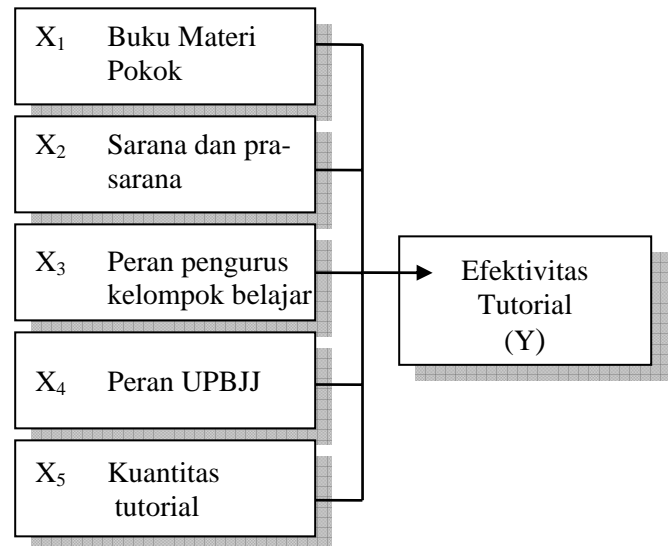 X₁ Buku Materi
Pokok
X₂ Sarana dan pra-
sarana
X₃ Peran pengurus
kelompok belajar
X₄ Peran UPBJJ
X₅ Kuantitas
tutorial
Efektivitas
Tutorial
(Y)